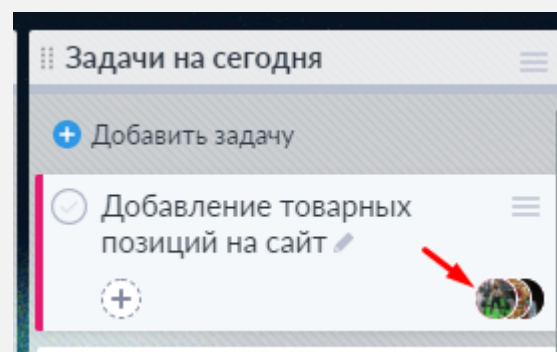 Задачи на сегодня
Добавить задачу
Добавление товарных
позиций на сайт